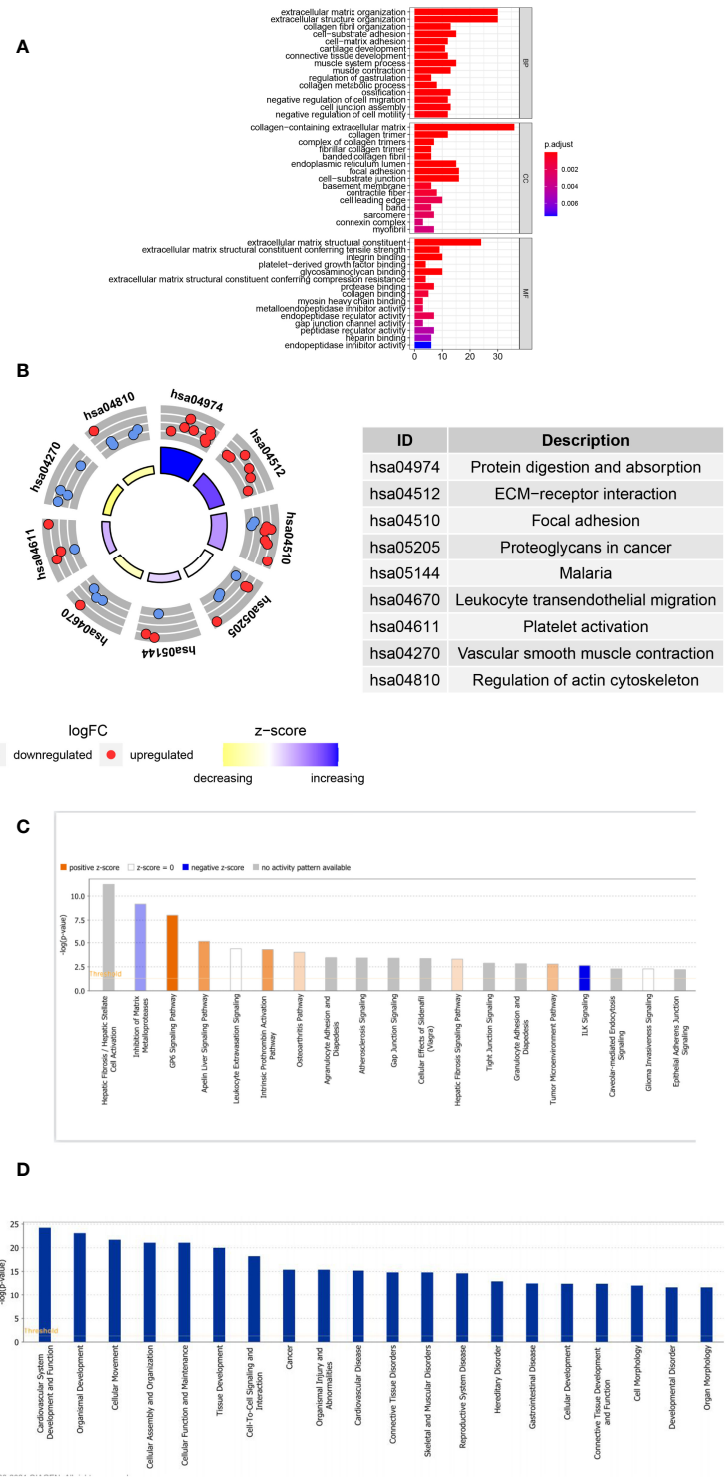 A
extracellular matrix organization
extracellular structure organization
collagen fibril organization
cell−substrate adhesion
cell−matrix adhesion
cartilage development
connective tissue development
muscle system process
muscle contraction
regulation of gastrulation
collagen metabolic process
ossification
negative regulation of cell migration
cell junction assembly
negative regulation of cell motility
BP
collagen−containing extracellular matrix
collagen trimer
complex of collagen trimers
fibrillar collagen trimer
banded collagen fibril
endoplasmic reticulum lumen
focal adhesion
cell−substrate junction
basement membrane
contractile fiber
cell leading edge
I band
sarcomere
connexin complex
myofibril
CC
extracellular matrix structural constituent
extracellular matrix structural constituent conferring tensile strength
integrin binding
platelet−derived growth factor binding
glycosaminoglycan binding
extracellular matrix structural constituent conferring compression resistance
protease binding
collagen binding
myosin heavy chain binding
metalloendopeptidase inhibitor activity
endopeptidase regulator activity
gap junction channel activity
peptidase regulator activity
heparin binding
endopeptidase inhibitor activity
MF
0 10 20 30
p.adjust
0.002
0.004
0.006
B
hsa04974
hsa04512
hsa04510
hsa05205
hsa05144
hsa04670
hsa04611
hsa04270
hsa04810
ID Description
hsa04974 Protein digestion and absorption
hsa04512 ECM−receptor interaction
hsa04510 Focal adhesion
hsa05205 Proteoglycans in cancer
hsa05144 Malaria
hsa04670 Leukocyte transendothelial migration
hsa04611 Platelet activation
hsa04270 Vascular smooth muscle contraction
hsa04810 Regulation of actin cytoskeleton
logFC
downregulated upregulated
z−score
decreasing increasing
C
positive z-score z-score = 0 negative z-score no activity pattern available
-log(p-value)
10.0
7.5
5.0
2.5
0.0
Threshold
Hepatic Fibrosis / Hepatic Stellate
Cell Activation
Inhibition of Matrix
Metalloproteases
GP6 Signaling Pathway
Apelin Liver Signaling Pathway
Leukocyte Extravasation Signaling
Intrinsic Prothrombin Activation
Pathway
Osteoarthritis Pathway
Agranulocyte Adhesion and
Diapedesis
Atherosclerosis Signaling
Gap Junction Signaling
Cellular Effects of Sildenafil
(Viagra)
Hepatic Fibrosis Signaling Pathway
Tight Junction Signaling
Granulocyte Adhesion and
Diapedesis
Tumor Microenvironment Pathway
ILK Signaling
Caveolar-mediated Endocytosis
Signaling
Glioma Invasiveness Signaling
Epithelial Adherens Junction
Signaling
D
-log(p-value)
25
20
15
10
5
0
Threshold
Cardiovascular System
Development and Function
Organismal Development
Cellular Movement
Cellular Assembly and Organization
Cellular Function and Maintenance
Tissue Development
Cell-To-Cell Signaling and
Interaction
Cancer
Organismal Injury and
Abnormalities
Cardiovascular Disease
Connective Tissue Disorders
Skeletal and Muscular Disorders
Reproductive System Disease
Hereditary Disorder
Gastrointestinal Disease
Cellular Development
Connective Tissue Development
and Function
Cell Morphology
Developmental Disorder
Organ Morphology